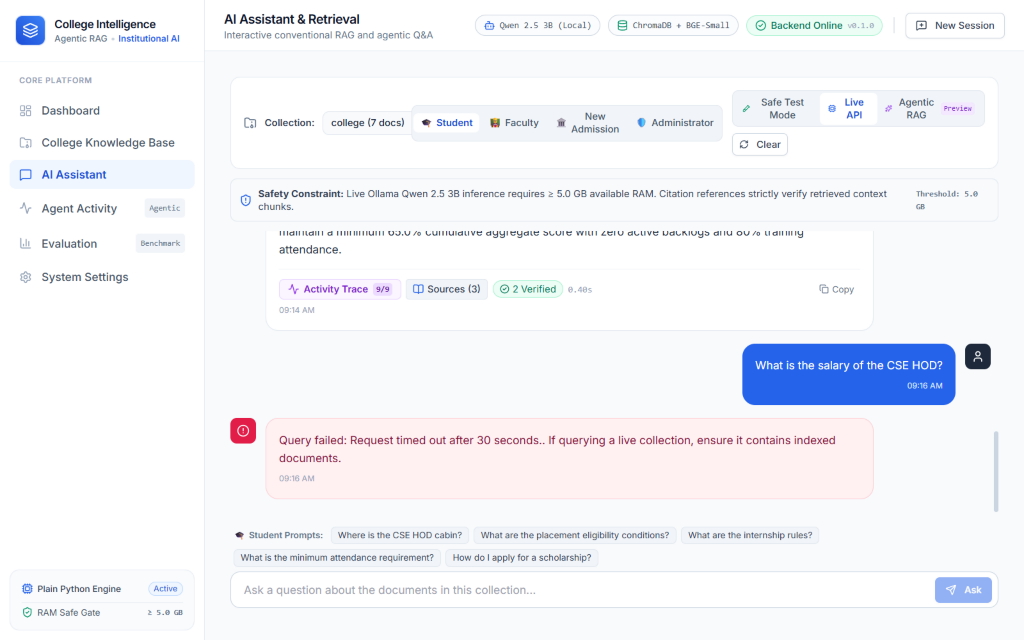 College Intelligence
Agentic RAG • Institutional AI
CORE PLATFORM
Dashboard
College Knowledge Base
AI Assistant
Agent Activity Agentic
Evaluation Benchmark
System Settings
Plain Python Engine Active
RAM Safe Gate ≥ 5.0 GB
AI Assistant & Retrieval
Interactive conventional RAG and agentic Q&A
Qwen 2.5 3B (Local)
ChromaDB + BGE-Small
Backend Online v0.1.0
New Session
Collection: college (7 docs)
Student
Faculty
New
Admission
Administrator
Safe Test
Mode
Live
API
Agentic
RAG
Preview
Clear
Safety Constraint: Live Ollama Qwen 2.5 3B inference requires ≥ 5.0 GB available RAM. Citation references strictly verify retrieved context
chunks.
Threshold: 5.0
GB
maintain a minimum 65.0% cumulative aggregate score with zero active backlogs and 80% training
attendance.
Activity Trace 9/9 Sources (3) 2 Verified 0.40s Copy
09:14 AM
What is the salary of the CSE HOD?
09:16 AM
Query failed: Request timed out after 30 seconds.. If querying a live collection, ensure it contains indexed
documents.
09:16 AM
Student Prompts: Where is the CSE HOD cabin? What are the placement eligibility conditions? What are the internship rules?
What is the minimum attendance requirement? How do I apply for a scholarship?
Ask a question about the documents in this collection...
Ask